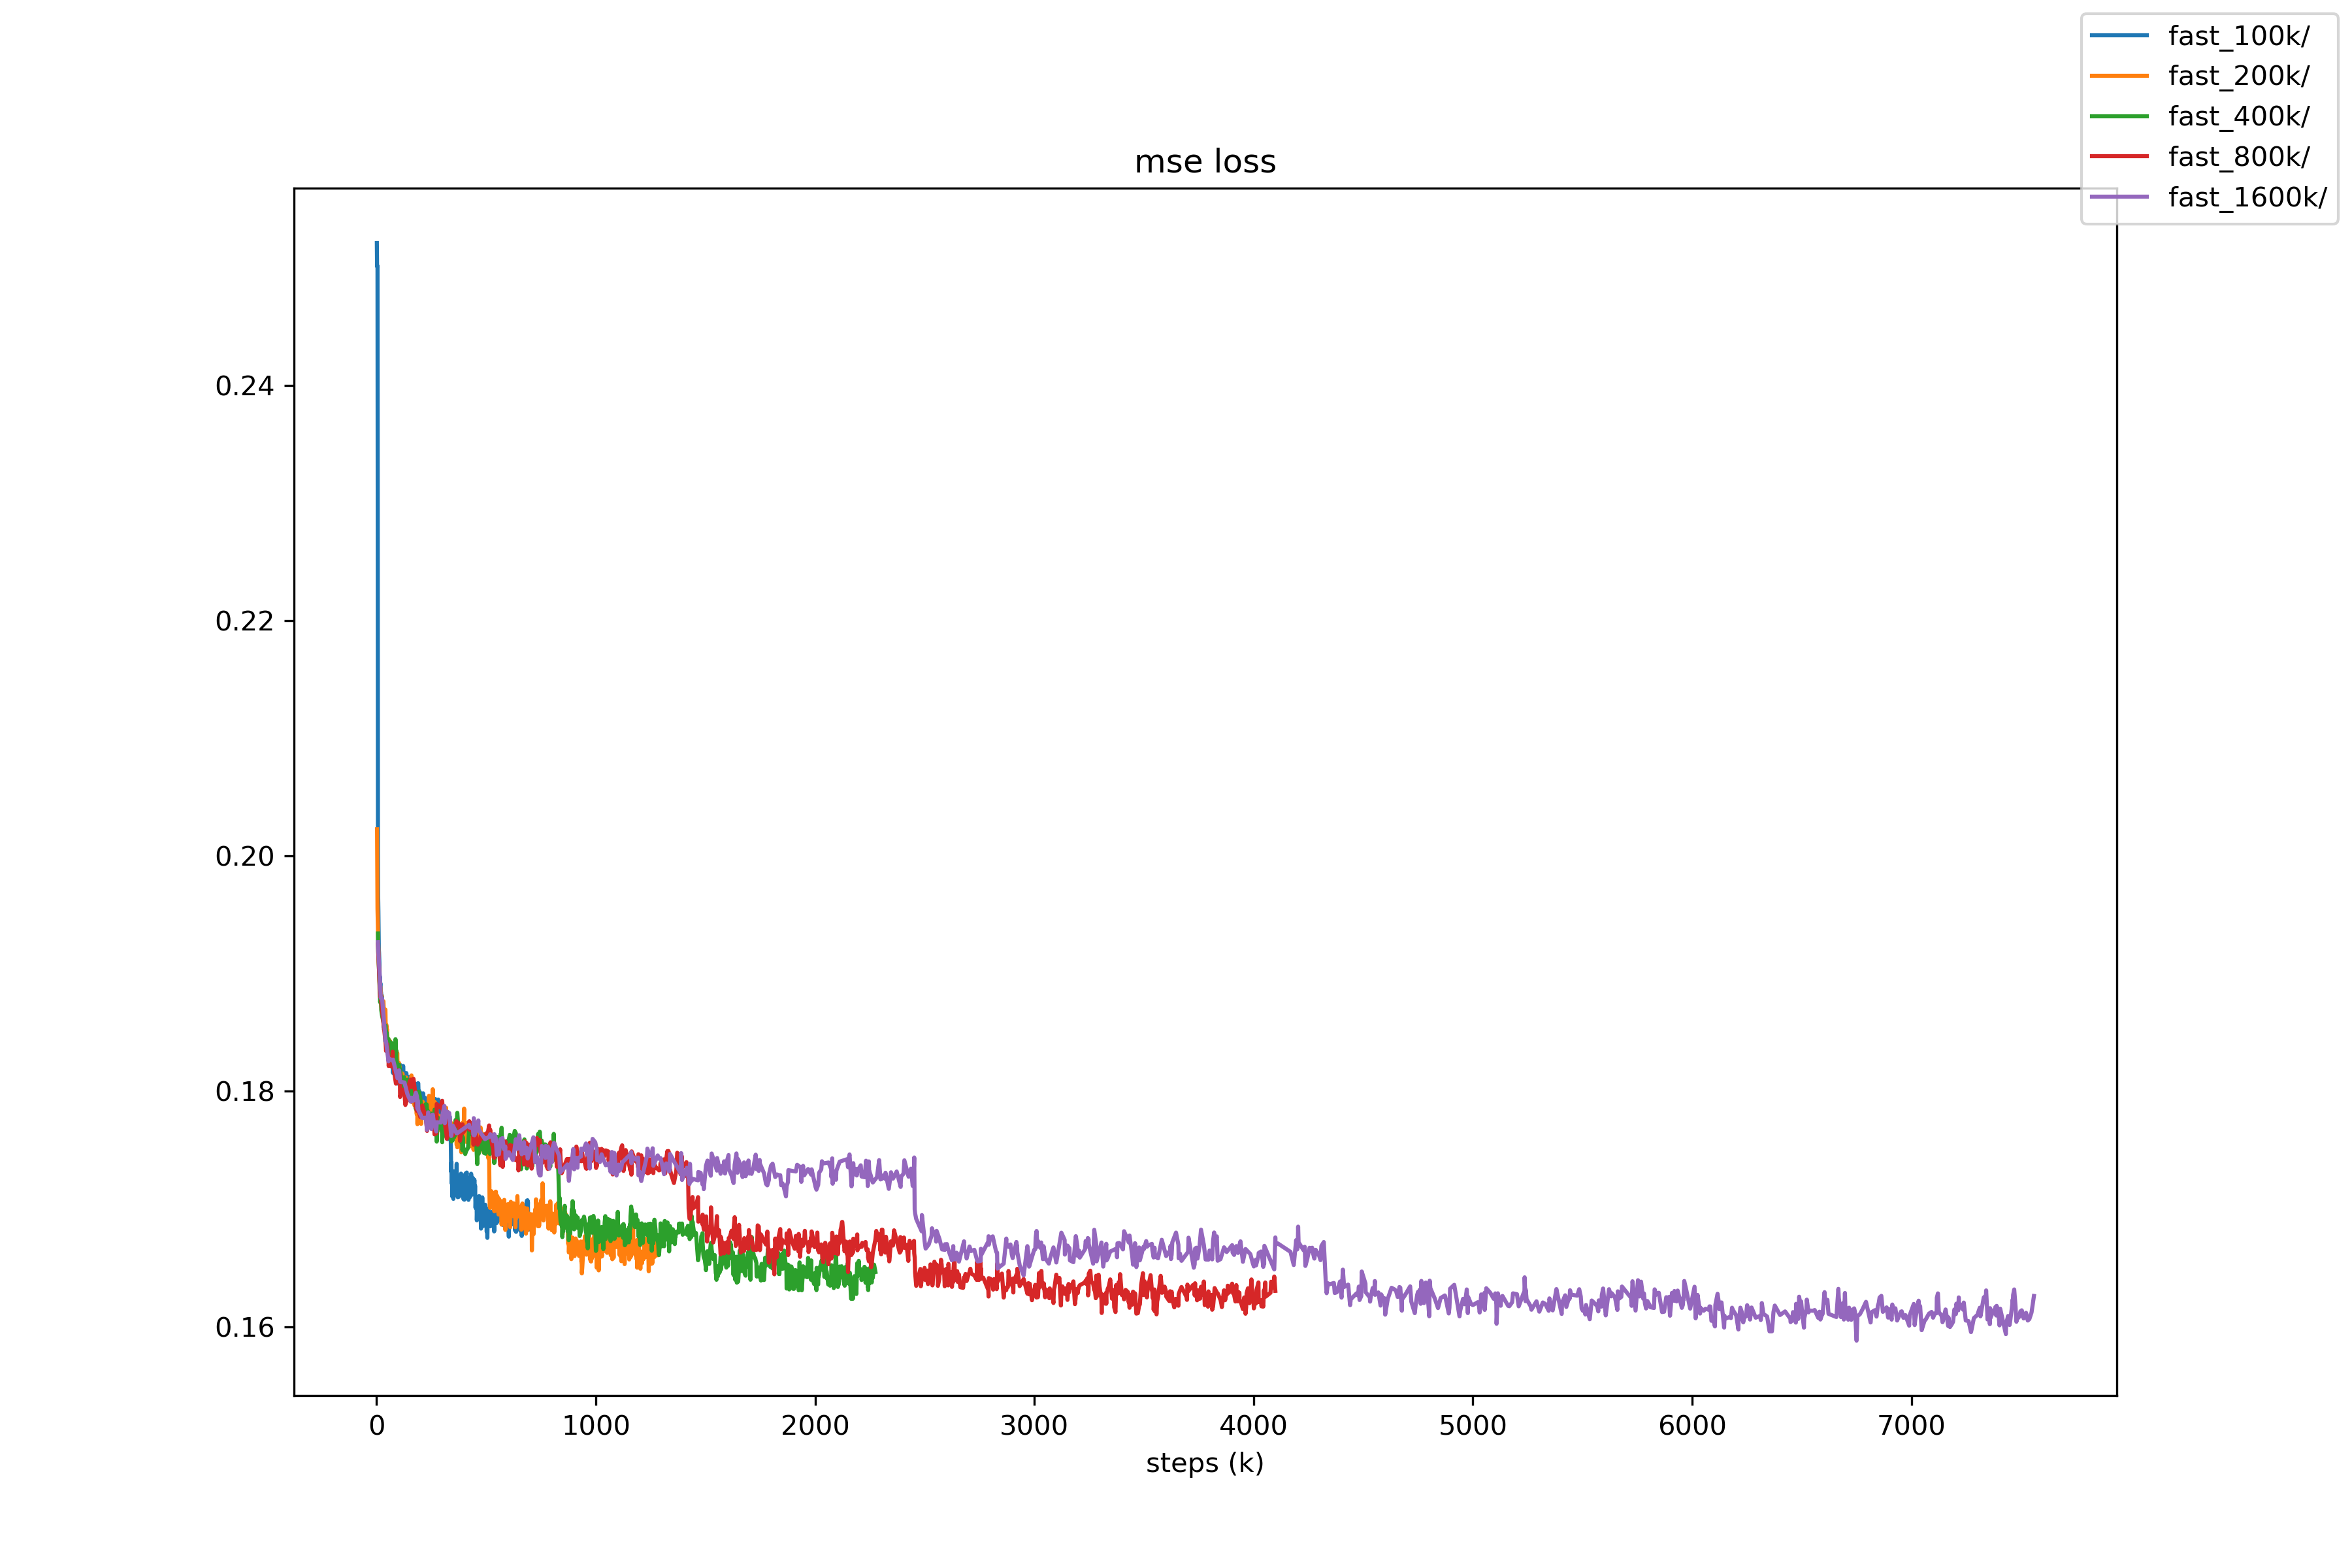 fast_100k/
fast_200k/
fast_400k/
fast_800k/
fast_1600k/
mse loss
0.24
0.22
0.20
0.18
0.16
0 1000 2000 3000 4000 5000 6000 7000
steps (k)